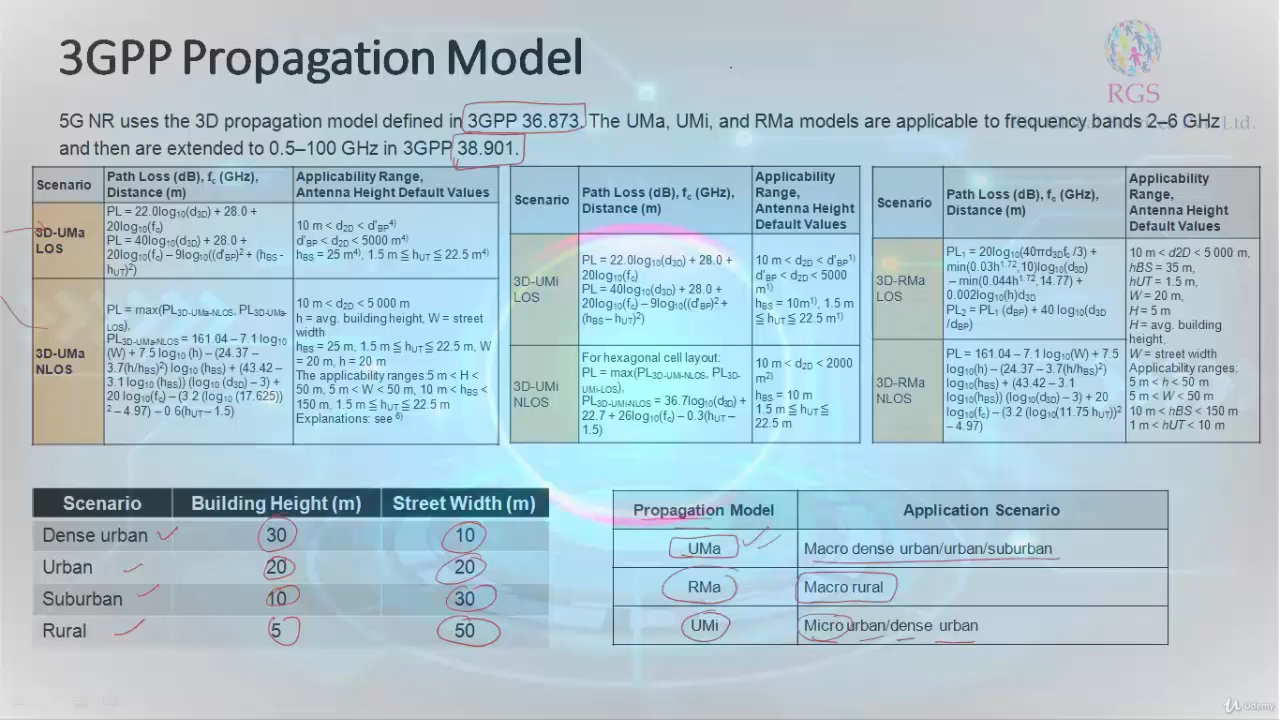 3GPP Propagation Model
RGS
5G NR uses the 3D propagation model defined in 3GPP 36.873. The UMa, UMi, and RMa models are applicable to frequency bands 2–6 GHz
and then are extended to 0.5–100 GHz in 3GPP 38.901.
Ltd.
Scenario
Path Loss (dB), fc (GHz),
Distance (m)
Applicability Range,
Antenna Height Default Values
3D-UMa
LOS
PL = 22.0log10(d3D) + 28.0 +
20log10(fc)
PL = 40log10(d3D) + 28.0 +
20log10(fc) – 9log10((d'BP)2 + (hBS -
hUT)2)
10 m < d2D < d'BP4)
d'BP < d2D < 5000 m4)
hBS = 25 m4), 1.5 m ≦ hUT ≦ 22.5 m4)
3D-UMa
NLOS
PL = max(PL3D-UMa-NLOS, PL3D-UMa-
LOS),
PL3D-UMa-NLOS = 161.04 – 7.1 log10
(W) + 7.5 log10 (h) – (24.37 –
3.7(h/hBS)2) log10 (hBS) + (43.42 –
3.1 log10 (hBS)) (log10 (d3D) – 3) +
20 log10(fc) – (3.2 (log10 (17.625))
2 – 4.97) – 0.6(hUT – 1.5)
10 m < d2D < 5 000 m
h = avg. building height, W = street
width
hBS = 25 m, 1.5 m ≦ hUT ≦ 22.5 m, W
= 20 m, h = 20 m
The applicability ranges:5 m < H <
50 m, 5 m < W < 50 m, 10 m < hBS <
150 m, 1.5 m ≦ hUT ≦ 22.5 m
Explanations: see 6)
Scenario
Path Loss (dB), fc (GHz),
Distance (m)
Applicability
Range,
Antenna Height
Default Values
3D-UMi
LOS
PL = 22.0log10(d3D) + 28.0 +
20log10(fc)
PL = 40log10(d3D) + 28.0 +
20log10(fc) – 9log10((d'BP)2 +
(hBS – hUT)2)
10 m < d2D < d'BP1)
d'BP < d2D < 5000
m1)
hBS = 10m1), 1.5 m
≦ hUT ≦ 22.5 m1)
3D-UMi
NLOS
For hexagonal cell layout:
PL = max(PL3D-UMi-NLOS, PL3D-
UMi-LOS),
PL3D-UMi-NLOS = 36.7log10(d3D) +
22.7 + 26log10(fc) – 0.3(hUT –
1.5)
10 m < d2D < 2000
m2)
hBS = 10 m
1.5 m ≦ hUT ≦
22.5 m
Scenario
Path Loss (dB), fc (GHz),
Distance (m)
Applicability
Range,
Antenna Height
Default Values
3D-RMa
LOS
PL1 = 20log10(40πd3Dfc /3) +
min(0.03h1.72,10)log10(d3D)
– min(0.044h1.72,14.77) +
0.002log10(h)d3D
PL2 = PL1 (dBP) + 40 log10(d3D
/dBP)
3D-RMa
NLOS
PL = 161.04 – 7.1 log10(W) + 7.5
log10(h) – (24.37 – 3.7(h/hBS)2)
log10(hBS) + (43.42 – 3.1
log10(hBS)) (log10(d3D) – 3) + 20
log10(fc) – (3.2 (log10(11.75 hUT))2
– 4.97)
10 m < d2D < 5 000 m,
hBS = 35 m,
hUT = 1.5 m,
W = 20 m,
H = 5 m
H = avg. building
height,
W = street width
Applicability ranges:
5 m < h < 50 m
5 m < W < 50 m
10 m < hBS < 150 m
1 m < hUT < 10 m
Scenario Building Height (m) Street Width (m)
Dense urban 30 10
Urban 20 20
Suburban 10 30
Rural 5 50
Propagation Model Application Scenario
UMa Macro dense urban/urban/suburban
RMa Macro rural
UMi Micro urban/dense urban
Udemy